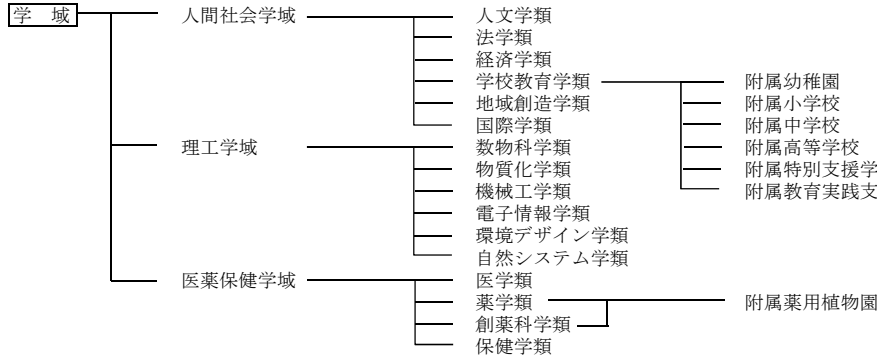 学　域　人間社会学域　人文学類
法学類
経済学類
学校教育学類　附属幼稚園
地域創造学類　附属小学校
国際学類　附属中学校
理工学域　数物科学類　附属高等学校
物質化学類　附属特別支援学
機械工学類　附属教育実践支
電子情報学類
環境デザイン学類
自然システム学類
医薬保健学域　医学類
薬学類　附属薬用植物園
創薬科学類
保健学類